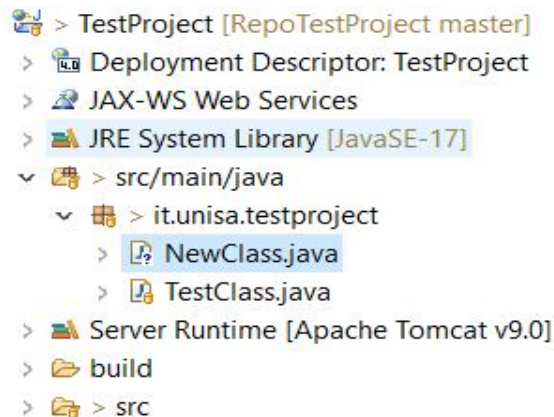 > TestProject [RepoTestProject master]
> Deployment Descriptor: TestProject
> JAX-WS Web Services
> JRE System Library [JavaSE-17]
> src/main/java
> it.unisa.testproject
> NewClass.java
> TestClass.java
> Server Runtime [Apache Tomcat v9.0]
> build
> > src